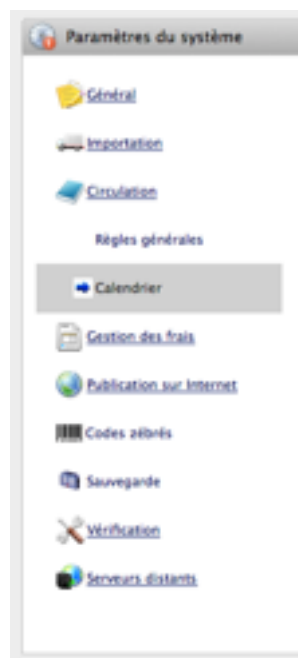 Paramètres du système
Général
Importation
Circulation
Règles générales
Calendrier
Gestion des frais
Publication sur Internet
Codes zébrés
Sauvegarde
Vérification
Serveurs distants